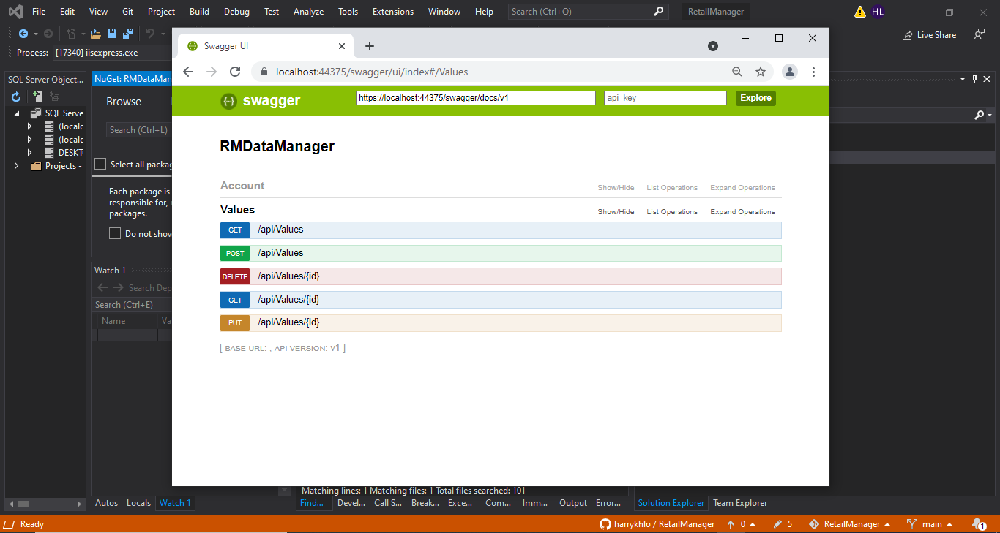 File Edit View Git Project Build Debug Test Analyze Tools Extensions Window Help Search (Ctrl+Q) RetailManager HL
Live Share
Process: [17340] iisexpress.exe
Swagger UI
localhost:44375/swagger/ui/index#/Values
SQL Server Object...
NuGet: RMDataMan
swagger https://localhost:44375/swagger/docs/v1 api_key Explore
Browse
SQL Serve
(localc
(localc
DESKT
Projects -
Search (Ctrl+L)
Select all packag
Each package is
responsible for,
packages.
Do not show
RMDataManager
Account Show/Hide List Operations Expand Operations
Values Show/Hide List Operations Expand Operations
GET /api/Values
POST /api/Values
DELETE /api/Values/{id}
GET /api/Values/{id}
PUT /api/Values/{id}
[ BASE URL: , API VERSION: V1 ]
Watch 1
Search Dep
Search (Ctrl+E)
Name Va
Matching lines: 1 Matching files: 1 Total files searched: 101
Autos Locals Watch 1 Find... Devel... Call S... Break... Exce... Com... Imm... Output Error... Solution Explorer Team Explorer
Ready harrykhlo / RetailManager 0 5 RetailManager main 1